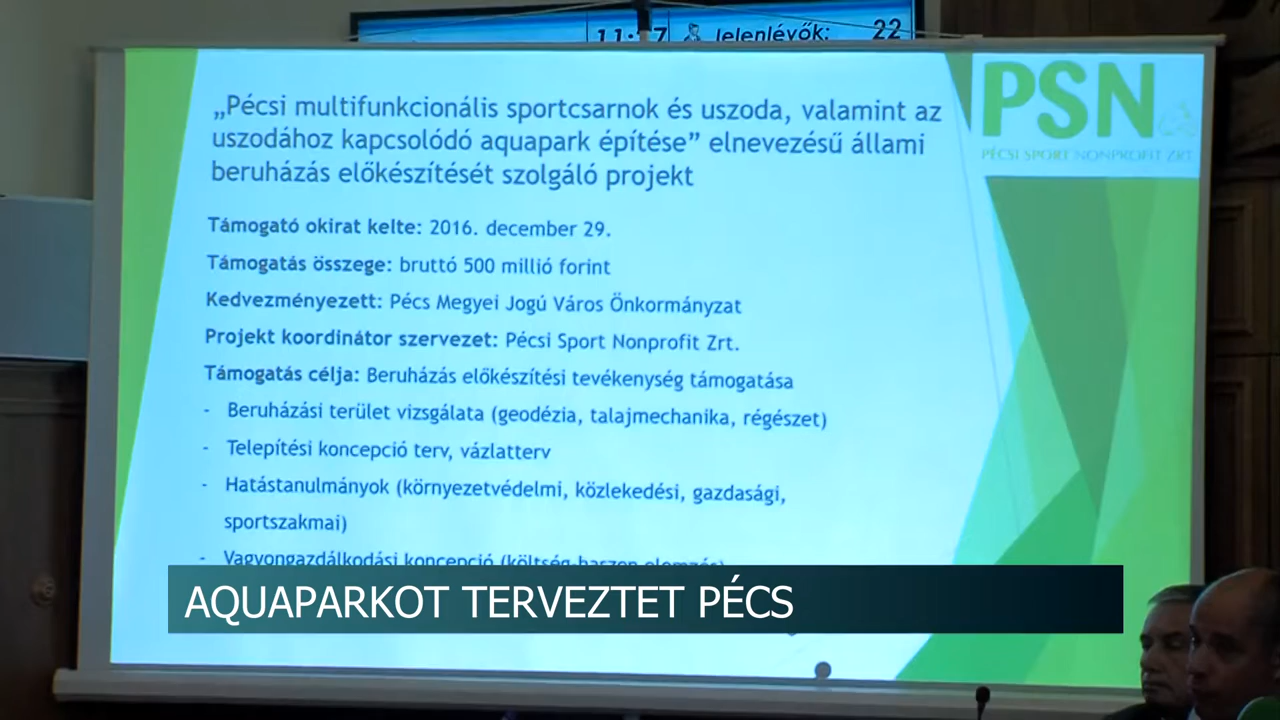 Jelenlévők: 22
PSN
PÉCSI SPORT NONPROFIT ZRT.
„Pécsi multifunkcionális sportcsarnok és uszoda, valamint az
uszodához kapcsolódó aquapark építése” elnevezésű állami
beruházás előkészítését szolgáló projekt
Támogató okirat kelte: 2016. december 29.
Támogatás összege: bruttó 500 millió forint
Kedvezményezett: Pécs Megyei Jogú Város Önkormányzat
Projekt koordinátor szervezet: Pécsi Sport Nonprofit Zrt.
Támogatás célja: Beruházás előkészítési tevékenység támogatása
- Beruházási terület vizsgálata (geodézia, talajmechanika, régészet)
- Telepítési koncepció terv, vázlatterv
- Hatástanulmányok (környezetvédelmi, közlekedési, gazdasági,
sportszakmai)
- Vagyongazdálkodási koncepció (költség-haszon elemzés)
AQUAPARKOT TERVEZTET PÉCS